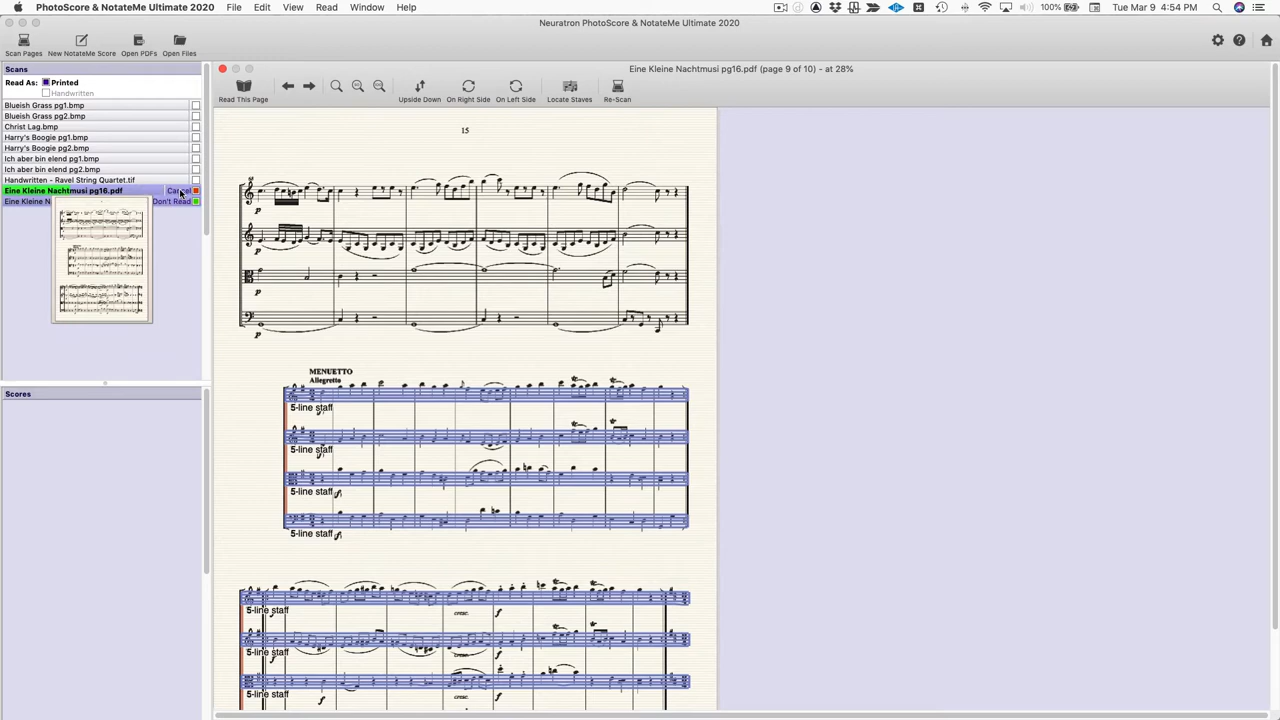 PhotoScore & NotateMe Ultimate 2020 File Edit View Read Window Help 100% Tue Mar 9 4:54 PM
Neuratron PhotoScore & NotateMe Ultimate 2020
Scan Pages New NotateMe Score Open PDFs Open Files
Scans
Read As: Printed
Handwritten
Blueish Grass pg1.bmp
Blueish Grass pg2.bmp
Christ Lag.bmp
Harry's Boogie pg1.bmp
Harry's Boogie pg2.bmp
Ich aber bin elend pg1.bmp
Ich aber bin elend pg2.bmp
Handwritten - Ravel String Quartet.tif
Eine Kleine Nachtmusi pg16.pdf Cancel
Eine Kleine N Don't Read
Scores
Eine Kleine Nachtmusi pg16.pdf (page 9 of 10) - at 28%
Read This Page Upside Down On Right Side On Left Side Locate Staves Re-Scan
15
p
p
p
p
MENUETTO
Allegretto
5-line staff
f
5-line staff
f
5-line staff f
5-line staff f
5-line staff
cresc. f
5-line staff
f f
5-line staff
cresc. f
f